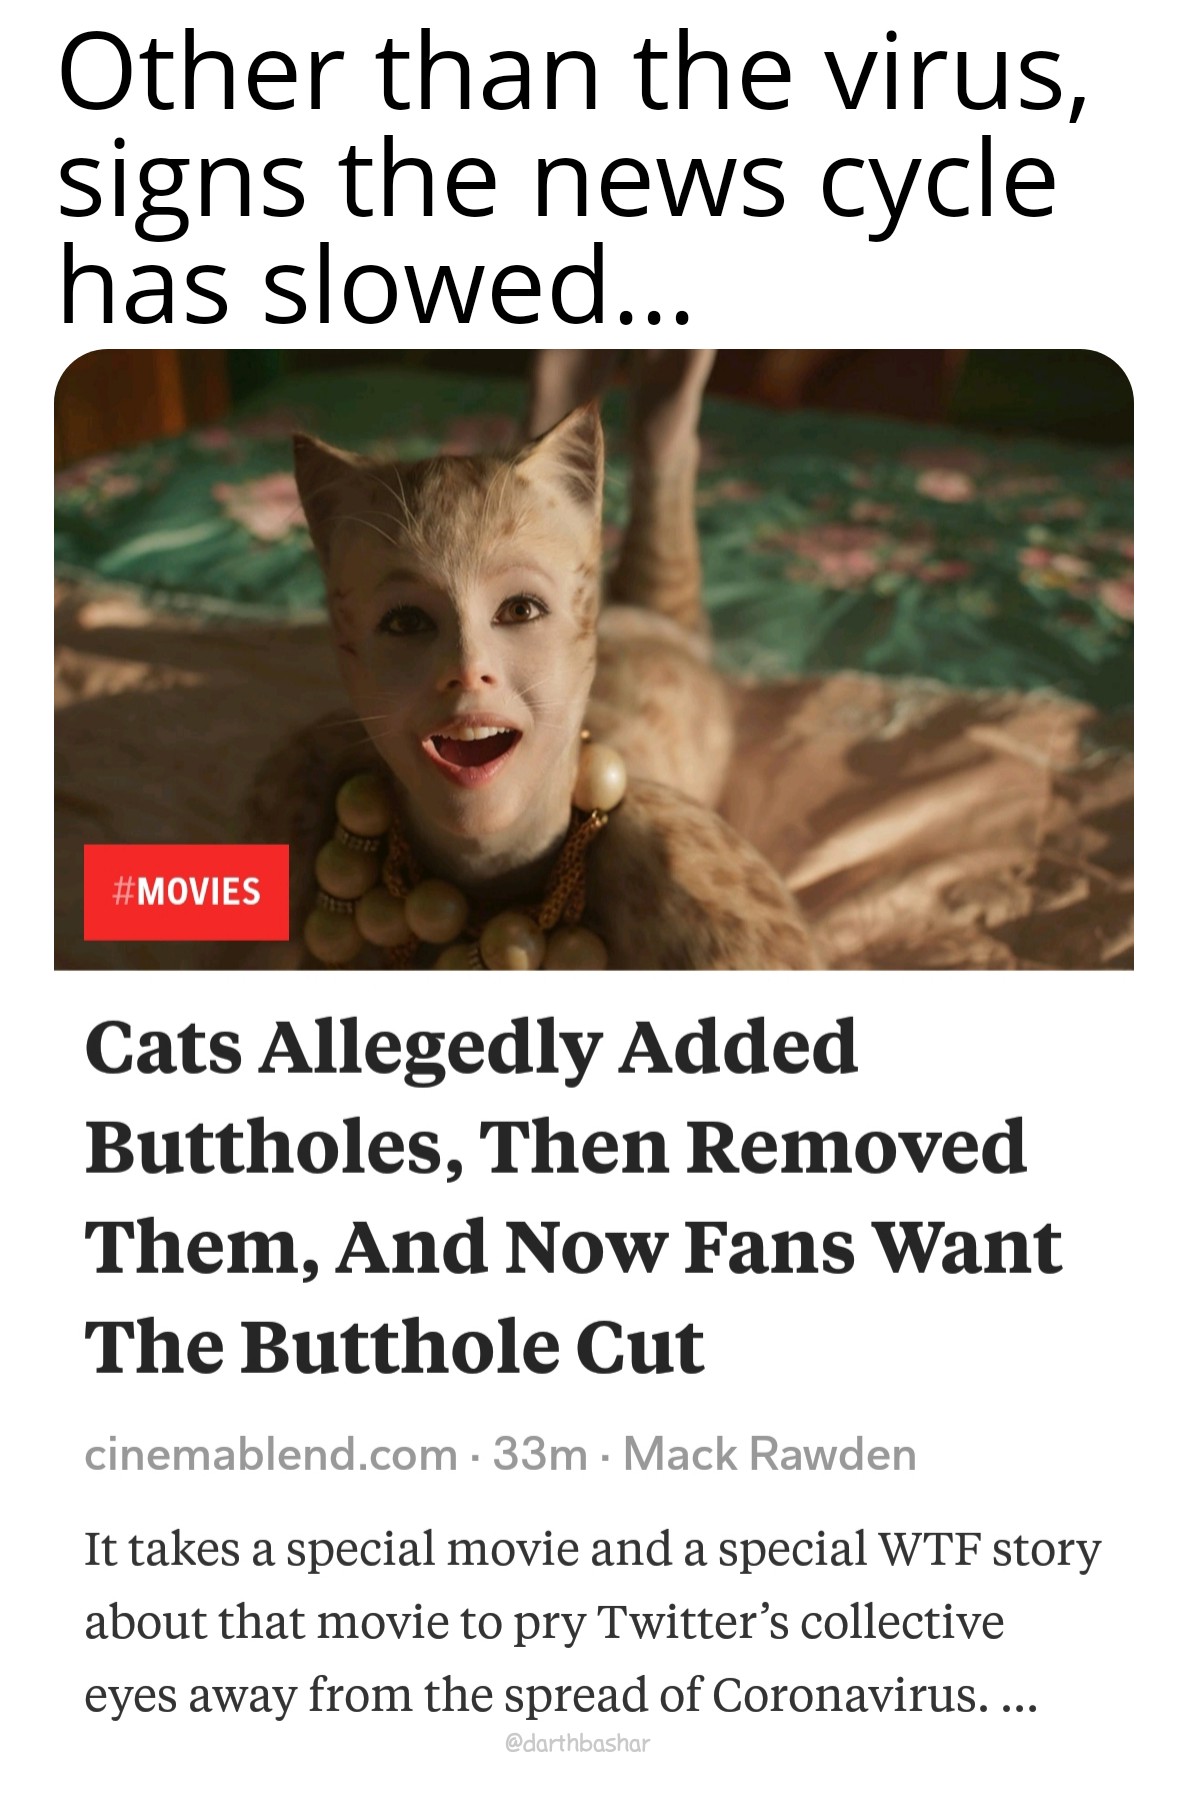 Other than the virus,
signs the news cycle
has slowed...
#MOVIES
Cats Allegedly Added
Buttholes, Then Removed
Them, And Now Fans Want
The Butthole Cut
cinemablend.com · 33m · Mack Rawden
It takes a special movie and a special WTF story
about that movie to pry Twitter’s collective
eyes away from the spread of Coronavirus. ...
@darthbashar